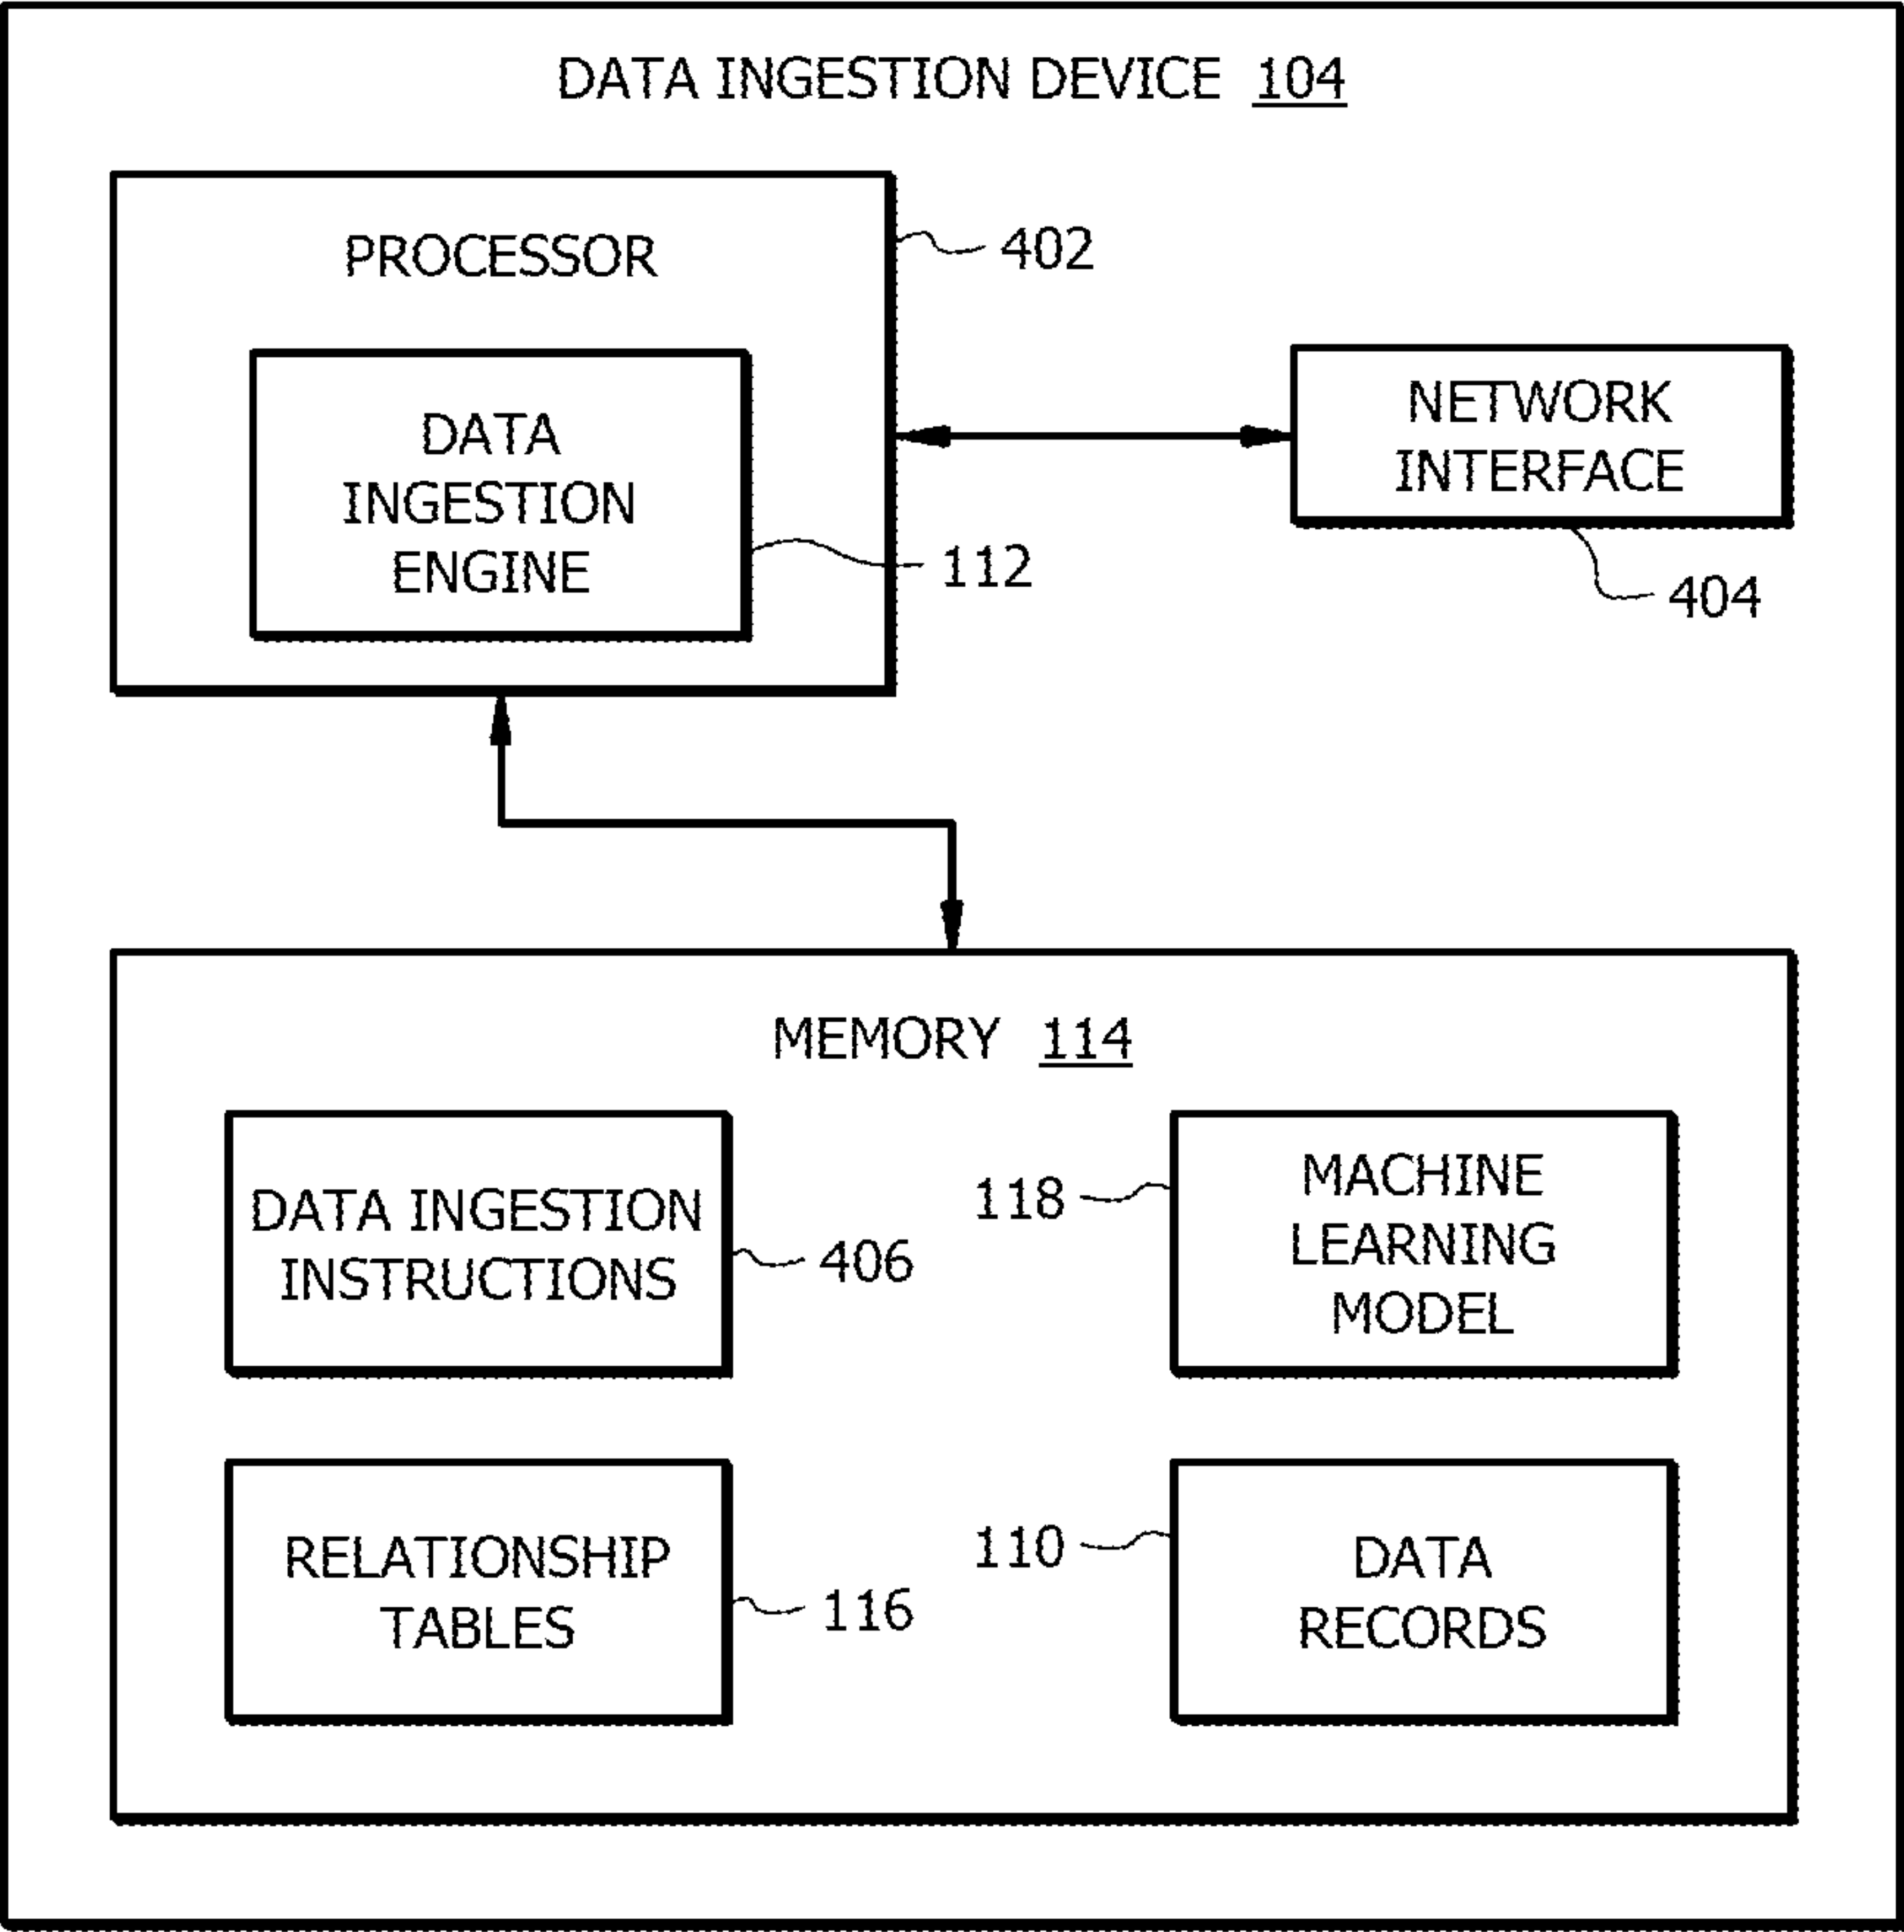 DATA INGESTION DEVICE 104
PROCESSOR
402
DATA
INGESTION
ENGINE
112
NETWORK
INTERFACE
404
MEMORY 114
DATA INGESTION
INSTRUCTIONS
406
118
MACHINE
LEARNING
MODEL
RELATIONSHIP
TABLES
116
110
DATA
RECORDS